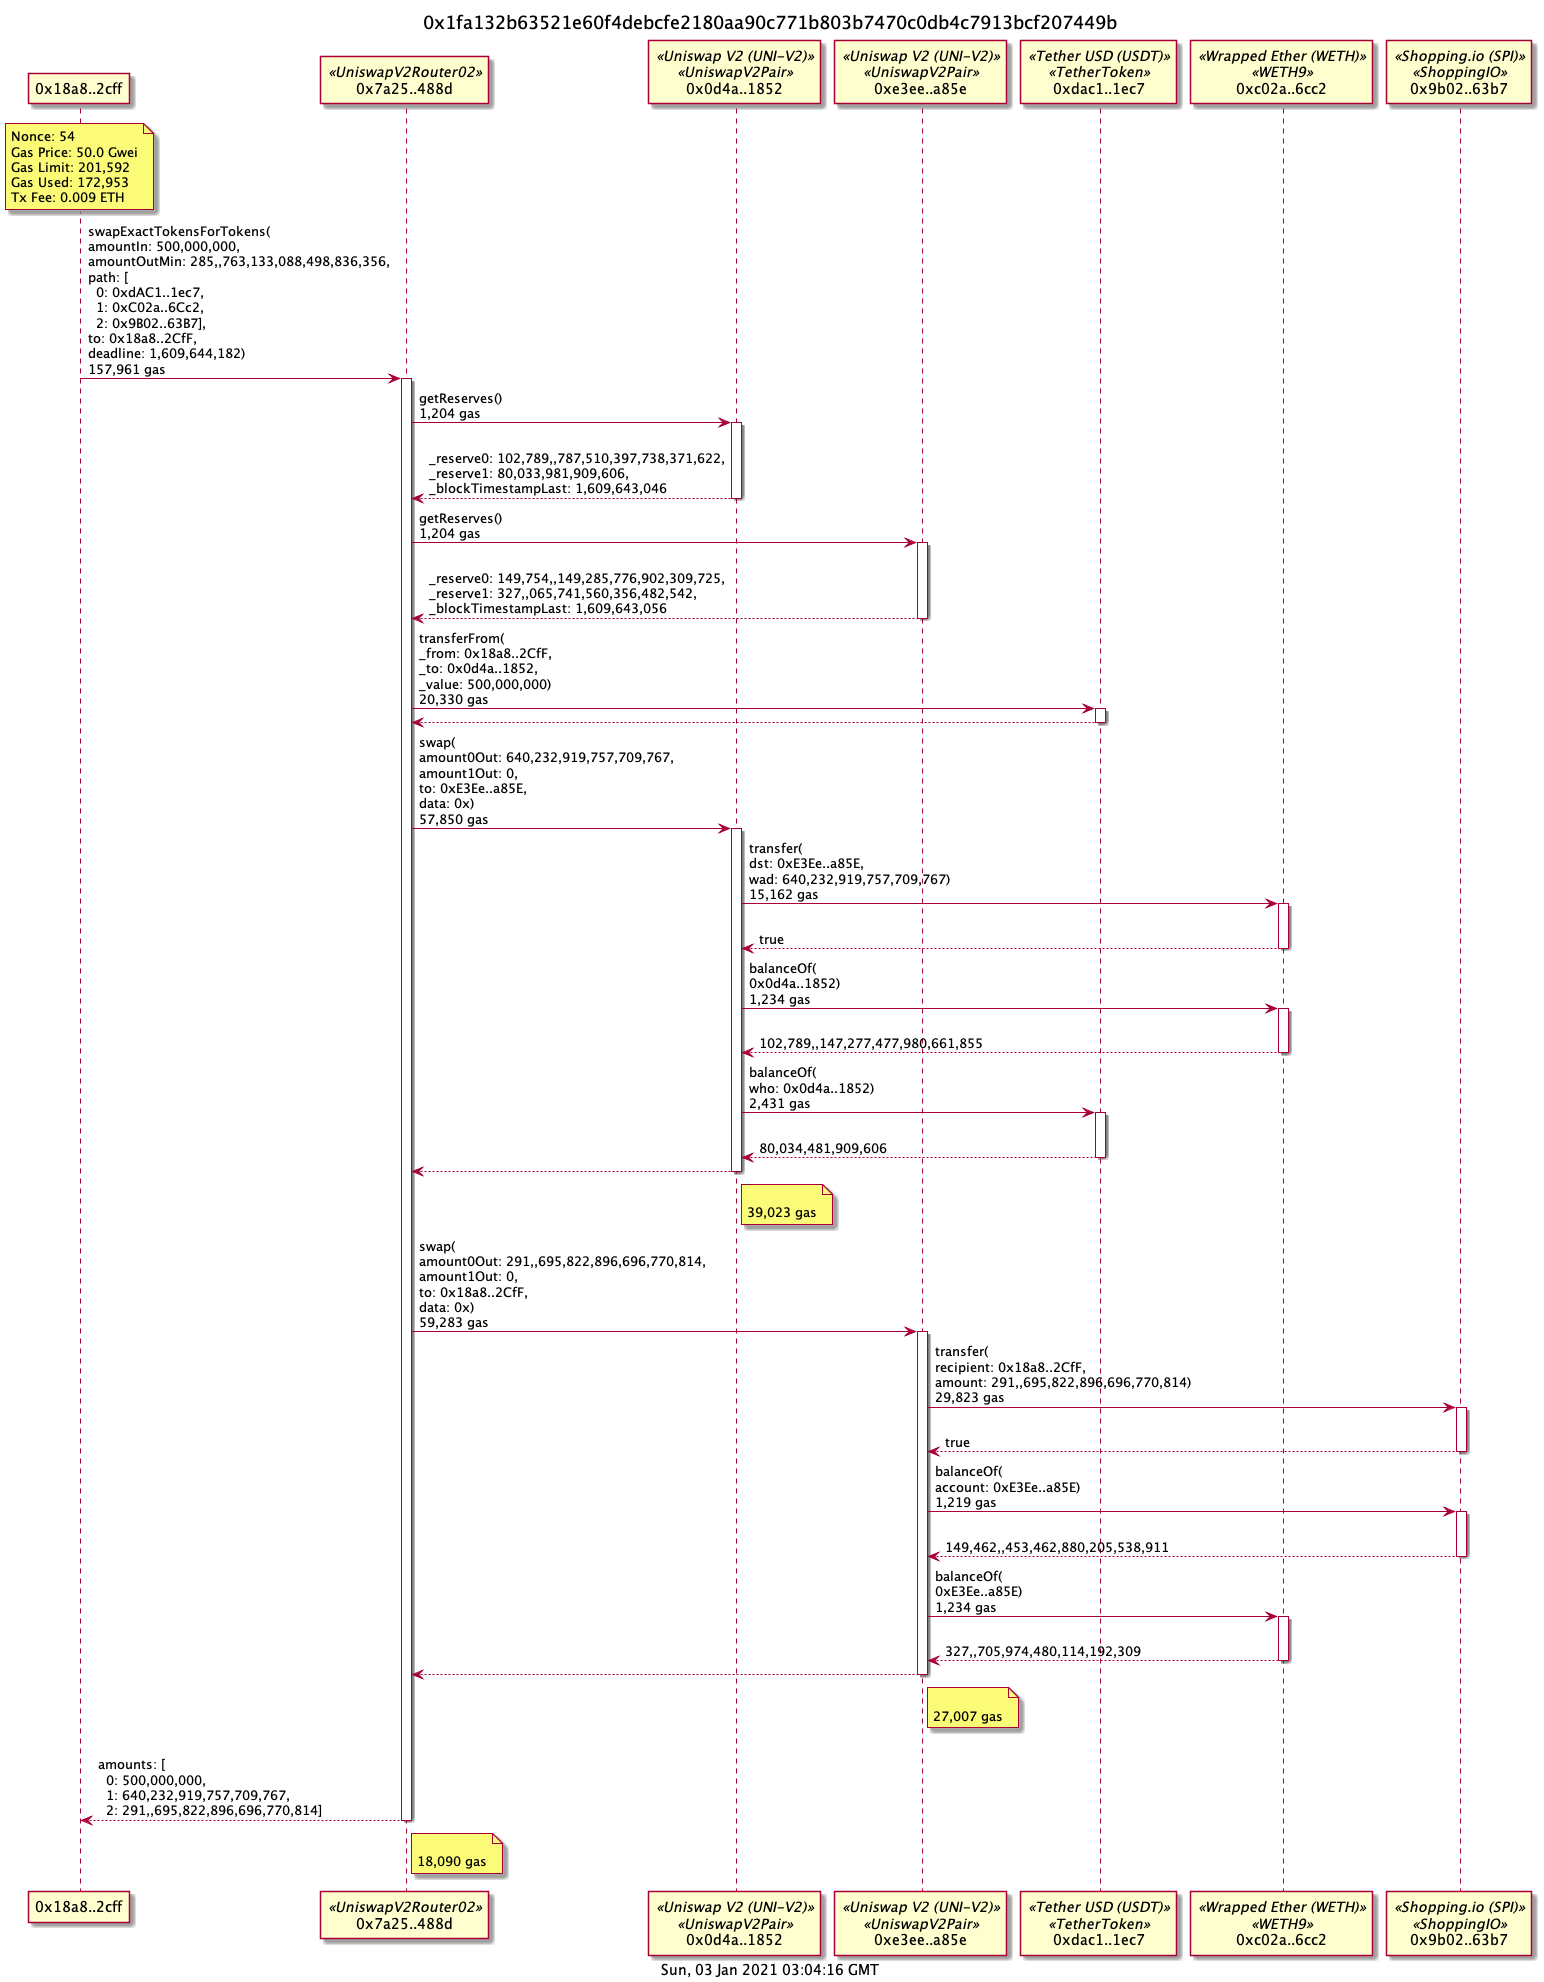 0x1fa132b63521e60f4debcfe2180aa90c771b803b7470c0db4c7913bcf207449b
0x18a8..2cff
«UniswapV2Router02»
0x7a25..488d
«Uniswap V2 (UNI-V2)»
«UniswapV2Pair»
0x0d4a..1852
«Uniswap V2 (UNI-V2)»
«UniswapV2Pair»
0xe3ee..a85e
«Tether USD (USDT)»
«TetherToken»
0xdac1..1ec7
«Wrapped Ether (WETH)»
«WETH9»
0xc02a..6cc2
«Shopping.io (SPI)»
«ShoppingIO»
0x9b02..63b7
Nonce: 54
Gas Price: 50.0 Gwei
Gas Limit: 201,592
Gas Used: 172,953
Tx Fee: 0.009 ETH
swapExactTokensForTokens(
amountIn: 500,000,000,
amountOutMin: 285,,763,133,088,498,836,356,
path: [
0: 0xdAC1..1ec7,
1: 0xC02a..6Cc2,
2: 0x9B02..63B7],
to: 0x18a8..2CfF,
deadline: 1,609,644,182)
157,961 gas
getReserves()
1,204 gas
_reserve0: 102,789,,787,510,397,738,371,622,
_reserve1: 80,033,981,909,606,
_blockTimestampLast: 1,609,643,046
getReserves()
1,204 gas
_reserve0: 149,754,,149,285,776,902,309,725,
_reserve1: 327,,065,741,560,356,482,542,
_blockTimestampLast: 1,609,643,056
transferFrom(
_from: 0x18a8..2CfF,
_to: 0x0d4a..1852,
_value: 500,000,000)
20,330 gas
swap(
amount0Out: 640,232,919,757,709,767,
amount1Out: 0,
to: 0xE3Ee..a85E,
data: 0x)
57,850 gas
transfer(
dst: 0xE3Ee..a85E,
wad: 640,232,919,757,709,767)
15,162 gas
true
balanceOf(
0x0d4a..1852)
1,234 gas
102,789,,147,277,477,980,661,855
balanceOf(
who: 0x0d4a..1852)
2,431 gas
80,034,481,909,606
39,023 gas
swap(
amount0Out: 291,,695,822,896,696,770,814,
amount1Out: 0,
to: 0x18a8..2CfF,
data: 0x)
59,283 gas
transfer(
recipient: 0x18a8..2CfF,
amount: 291,,695,822,896,696,770,814)
29,823 gas
true
balanceOf(
account: 0xE3Ee..a85E)
1,219 gas
149,462,,453,462,880,205,538,911
balanceOf(
0xE3Ee..a85E)
1,234 gas
327,,705,974,480,114,192,309
27,007 gas
amounts: [
0: 500,000,000,
1: 640,232,919,757,709,767,
2: 291,,695,822,896,696,770,814]
18,090 gas
0x18a8..2cff
«UniswapV2Router02»
0x7a25..488d
«Uniswap V2 (UNI-V2)»
«UniswapV2Pair»
0x0d4a..1852
«Uniswap V2 (UNI-V2)»
«UniswapV2Pair»
0xe3ee..a85e
«Tether USD (USDT)»
«TetherToken»
0xdac1..1ec7
«Wrapped Ether (WETH)»
«WETH9»
0xc02a..6cc2
«Shopping.io (SPI)»
«ShoppingIO»
0x9b02..63b7
Sun, 03 Jan 2021 03:04:16 GMT